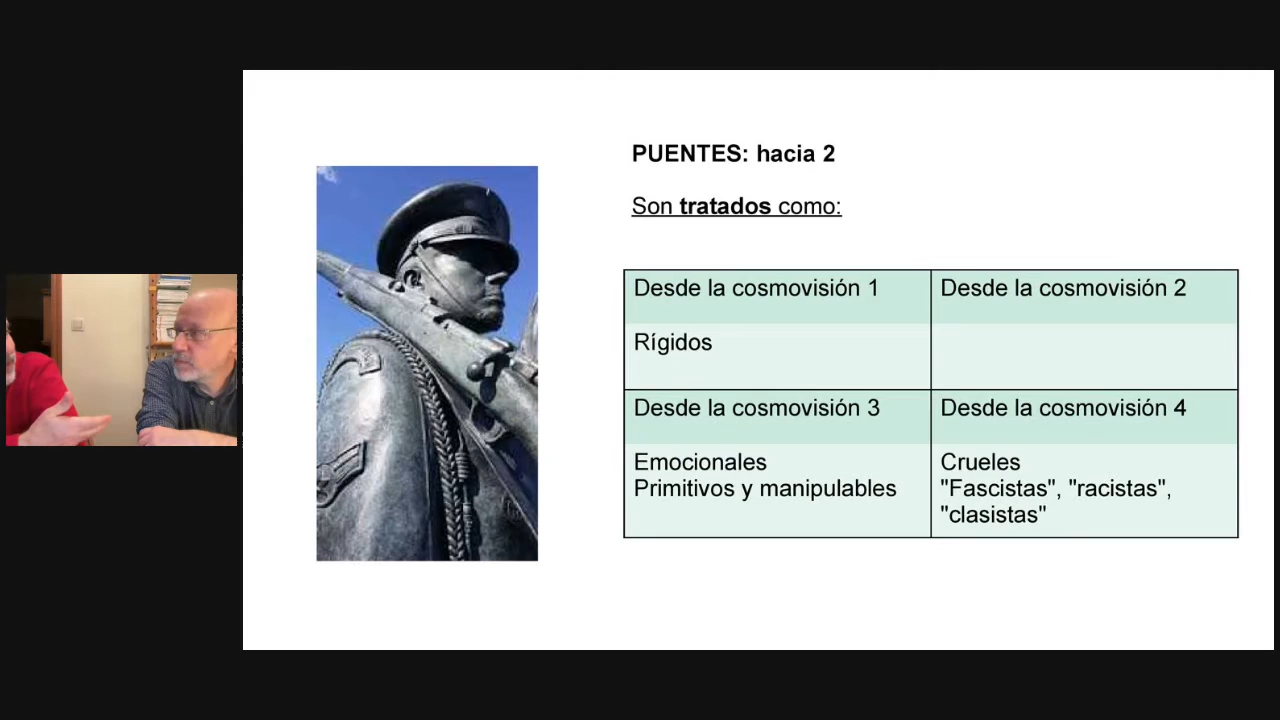 PUENTES: hacia 2
Son tratados como:
Desde la cosmovisión 1
Desde la cosmovisión 2
Rígidos
Desde la cosmovisión 3
Desde la cosmovisión 4
Emocionales
Primitivos y manipulables
Crueles
"Fascistas", "racistas",
"clasistas"